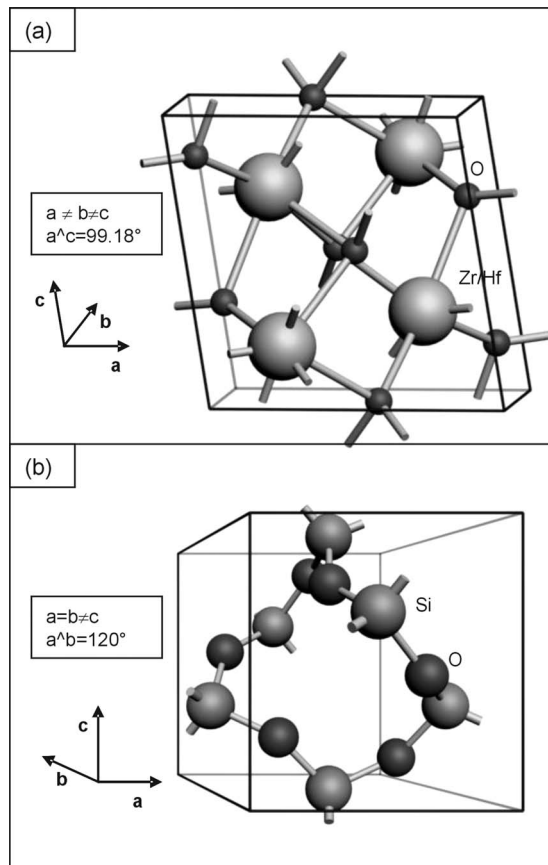 (a)
O
a ≠ b≠c
a^c=99.18°
Zr/Hf
c
b
a
(b)
Si
a=b≠c
a^b=120°
O
c
b
a